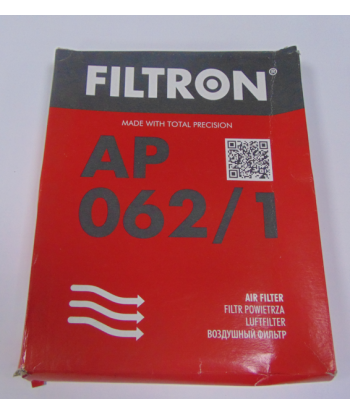 FILTRON®
MADE WITH TOTAL PRECISION
AP
062/1
AIR FILTER
FILTR POWIETRZA
LUFTFILTER
ВОЗДУШНЫЙ ФИЛЬТР